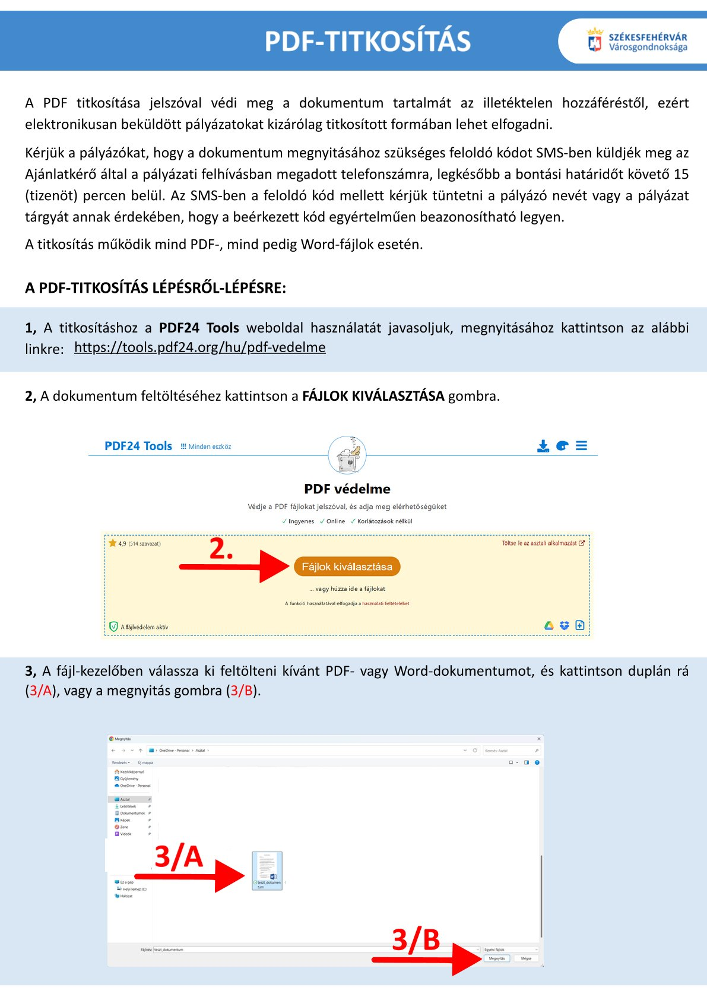 PDF-TITKOSÍTÁS
SZÉKESFEHÉRVÁR
Városgondnoksága
A PDF titkosítása jelszóval védi meg a dokumentum tartalmát az illetéktelen hozzáféréstől, ezért
elektronikusan beküldött pályázatokat kizárólag titkosított formában lehet elfogadni.
Kérjük a pályázókat, hogy a dokumentum megnyitásához szükséges feloldó kódot SMS-ben küldjék meg az
Ajánlatkérő által a pályázati felhívásban megadott telefonszámra, legkésőbb a bontási határidőt követő 15
(tizenöt) percen belül. Az SMS-ben a feloldó kód mellett kérjük tüntetni a pályázó nevét vagy a pályázat
tárgyát annak érdekében, hogy a beérkezett kód egyértelműen beazonosítható legyen.
A titkosítás működik mind PDF-, mind pedig Word-fájlok esetén.
A PDF-TITKOSÍTÁS LÉPÉSRŐL-LÉPÉSRE:
1, A titkosításhoz a PDF24 Tools weboldal használatát javasoljuk, megnyitásához kattintson az alábbi
linkre: https://tools.pdf24.org/hu/pdf-vedelme
2, A dokumentum feltöltéséhez kattintson a FÁJLOK KIVÁLASZTÁSA gombra.
PDF24 Tools Minden eszköz
PDF védelme
Védje a PDF fájlokat jelszóval, és adja meg elérhetőségüket
Ingyenes Online Korlátozások nélkül
4,9 (514 szavazat) Töltse le az asztali alkalmazást
2.
Fájlok kiválasztása
... vagy húzza ide a fájlokat
A funkció használatával elfogadja a használati feltételeket
A fájlvédelem aktív
3, A fájl-kezelőben válassza ki feltölteni kívánt PDF- vagy Word-dokumentumot, és kattintson duplán rá
(3/A), vagy a megnyitás gombra (3/B).
Megnyitás
OneDrive - Personal › Asztal › Keresés: Asztal
Rendezés Új mappa
Kezdőképernyő
Gyűjtemény
OneDrive - Personal
Asztal
Letöltések
Dokumentumok
Képek
Zene
Videók
3/A
Ez a gép
Helyi lemez (C:)
Hálózat
teszt_dokumen
tum
3/B
Fájlnév: teszt_dokumentum Egyéni fájlok
Megnyitás Mégse